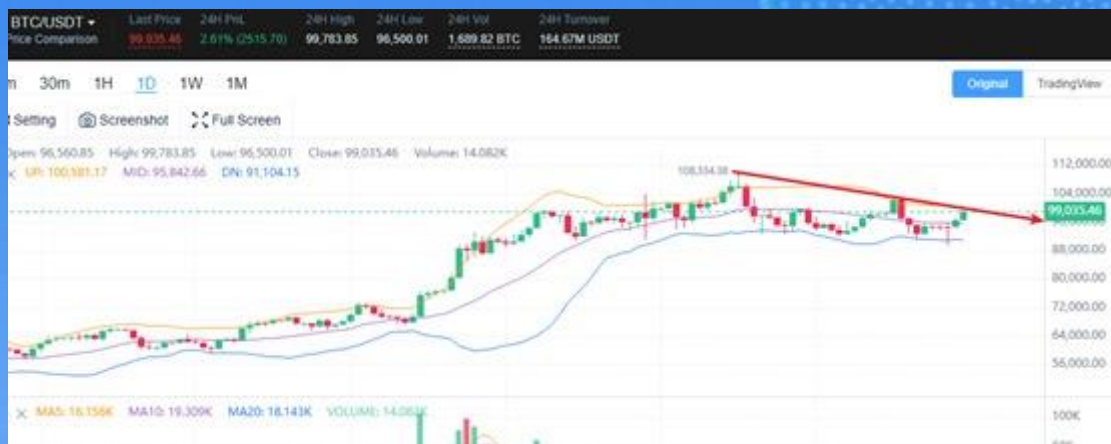 BTC/USDT Last Price 24H PnL 24H High 24H Low 24H Vol 24H Turnover
Price Comparison 99,035.46 2.61% (2515.70) 99,783.85 96,500.01 1,689.82 BTC 164.67M USDT
m 30m 1H 1D 1W 1M Original TradingView
Setting Screenshot Full Screen
Open: 96,560.85 High: 99,783.85 Low: 96,500.01 Close: 99,035.46 Volume: 14.082K
UP: 100,581.17 MID: 95,842.66 DN: 91,104.15
112,000.00
104,000.00
99,035.46
88,000.00
80,000.00
72,000.00
64,000.00
56,000.00
MA5: 16.156K MA10: 19.309K MA20: 18.143K VOLUME: 14.082K
100K